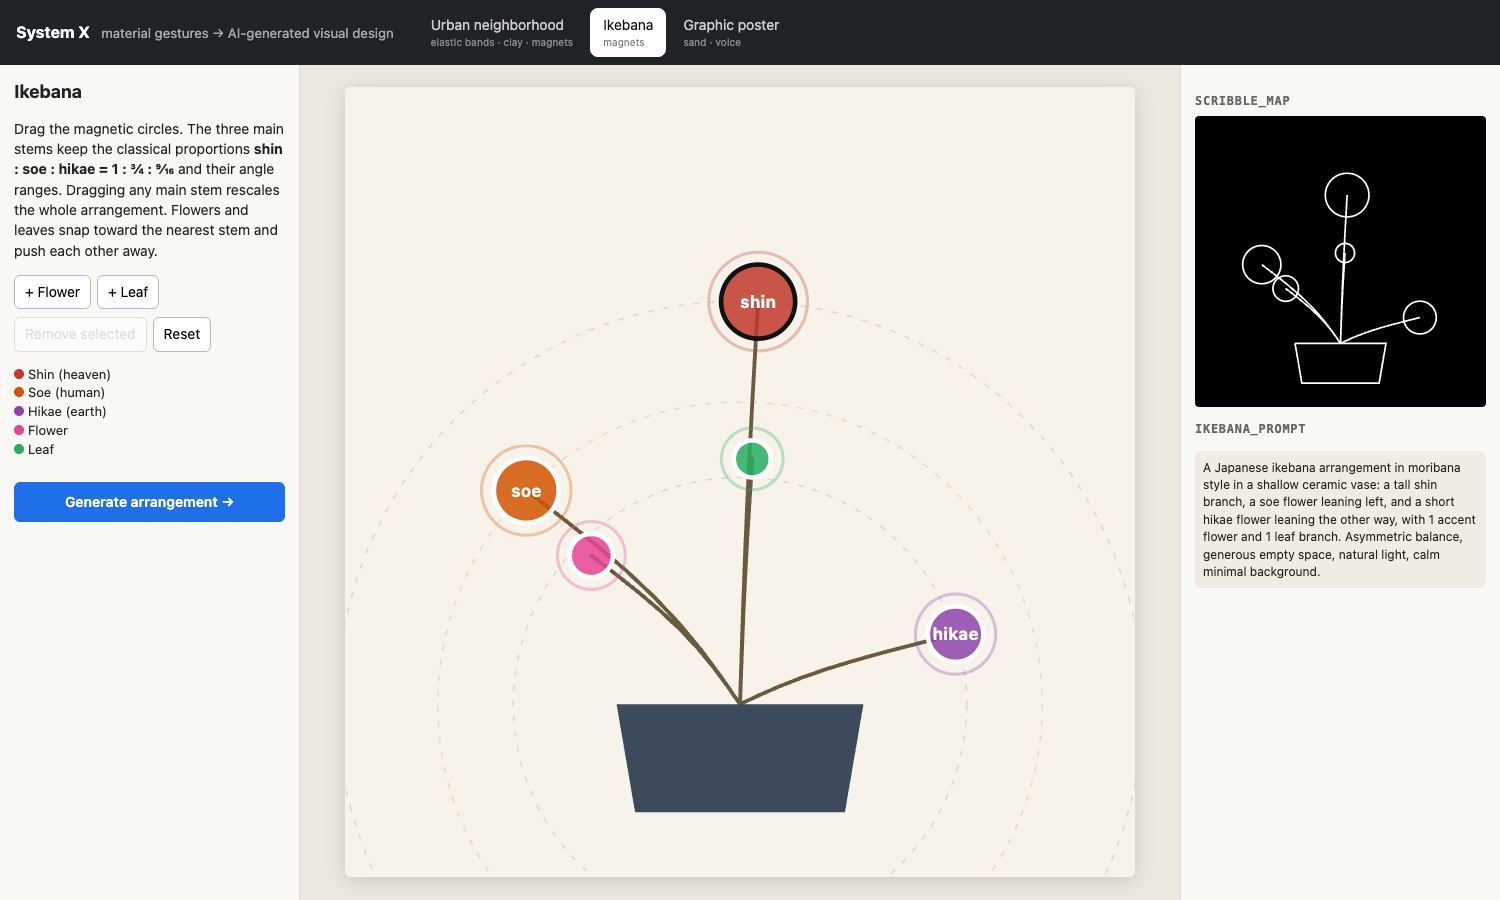 System X
material gestures → AI-generated visual design
Urban neighborhood
elastic bands · clay · magnets
Ikebana
magnets
Graphic poster
sand · voice
Ikebana
Drag the magnetic circles. The three main
stems keep the classical proportions shin
: soe : hikae = 1 : ¾ : ⁹⁄₁₆ and their angle
ranges. Dragging any main stem rescales
the whole arrangement. Flowers and
leaves snap toward the nearest stem and
push each other away.
+ Flower
+ Leaf
Remove selected
Reset
Shin (heaven)
Soe (human)
Hikae (earth)
Flower
Leaf
Generate arrangement →
shin
soe
hikae
SCRIBBLE_MAP
IKEBANA_PROMPT
A Japanese ikebana arrangement in moribana
style in a shallow ceramic vase: a tall shin
branch, a soe flower leaning left, and a short
hikae flower leaning the other way, with 1 accent
flower and 1 leaf branch. Asymmetric balance,
generous empty space, natural light, calm
minimal background.